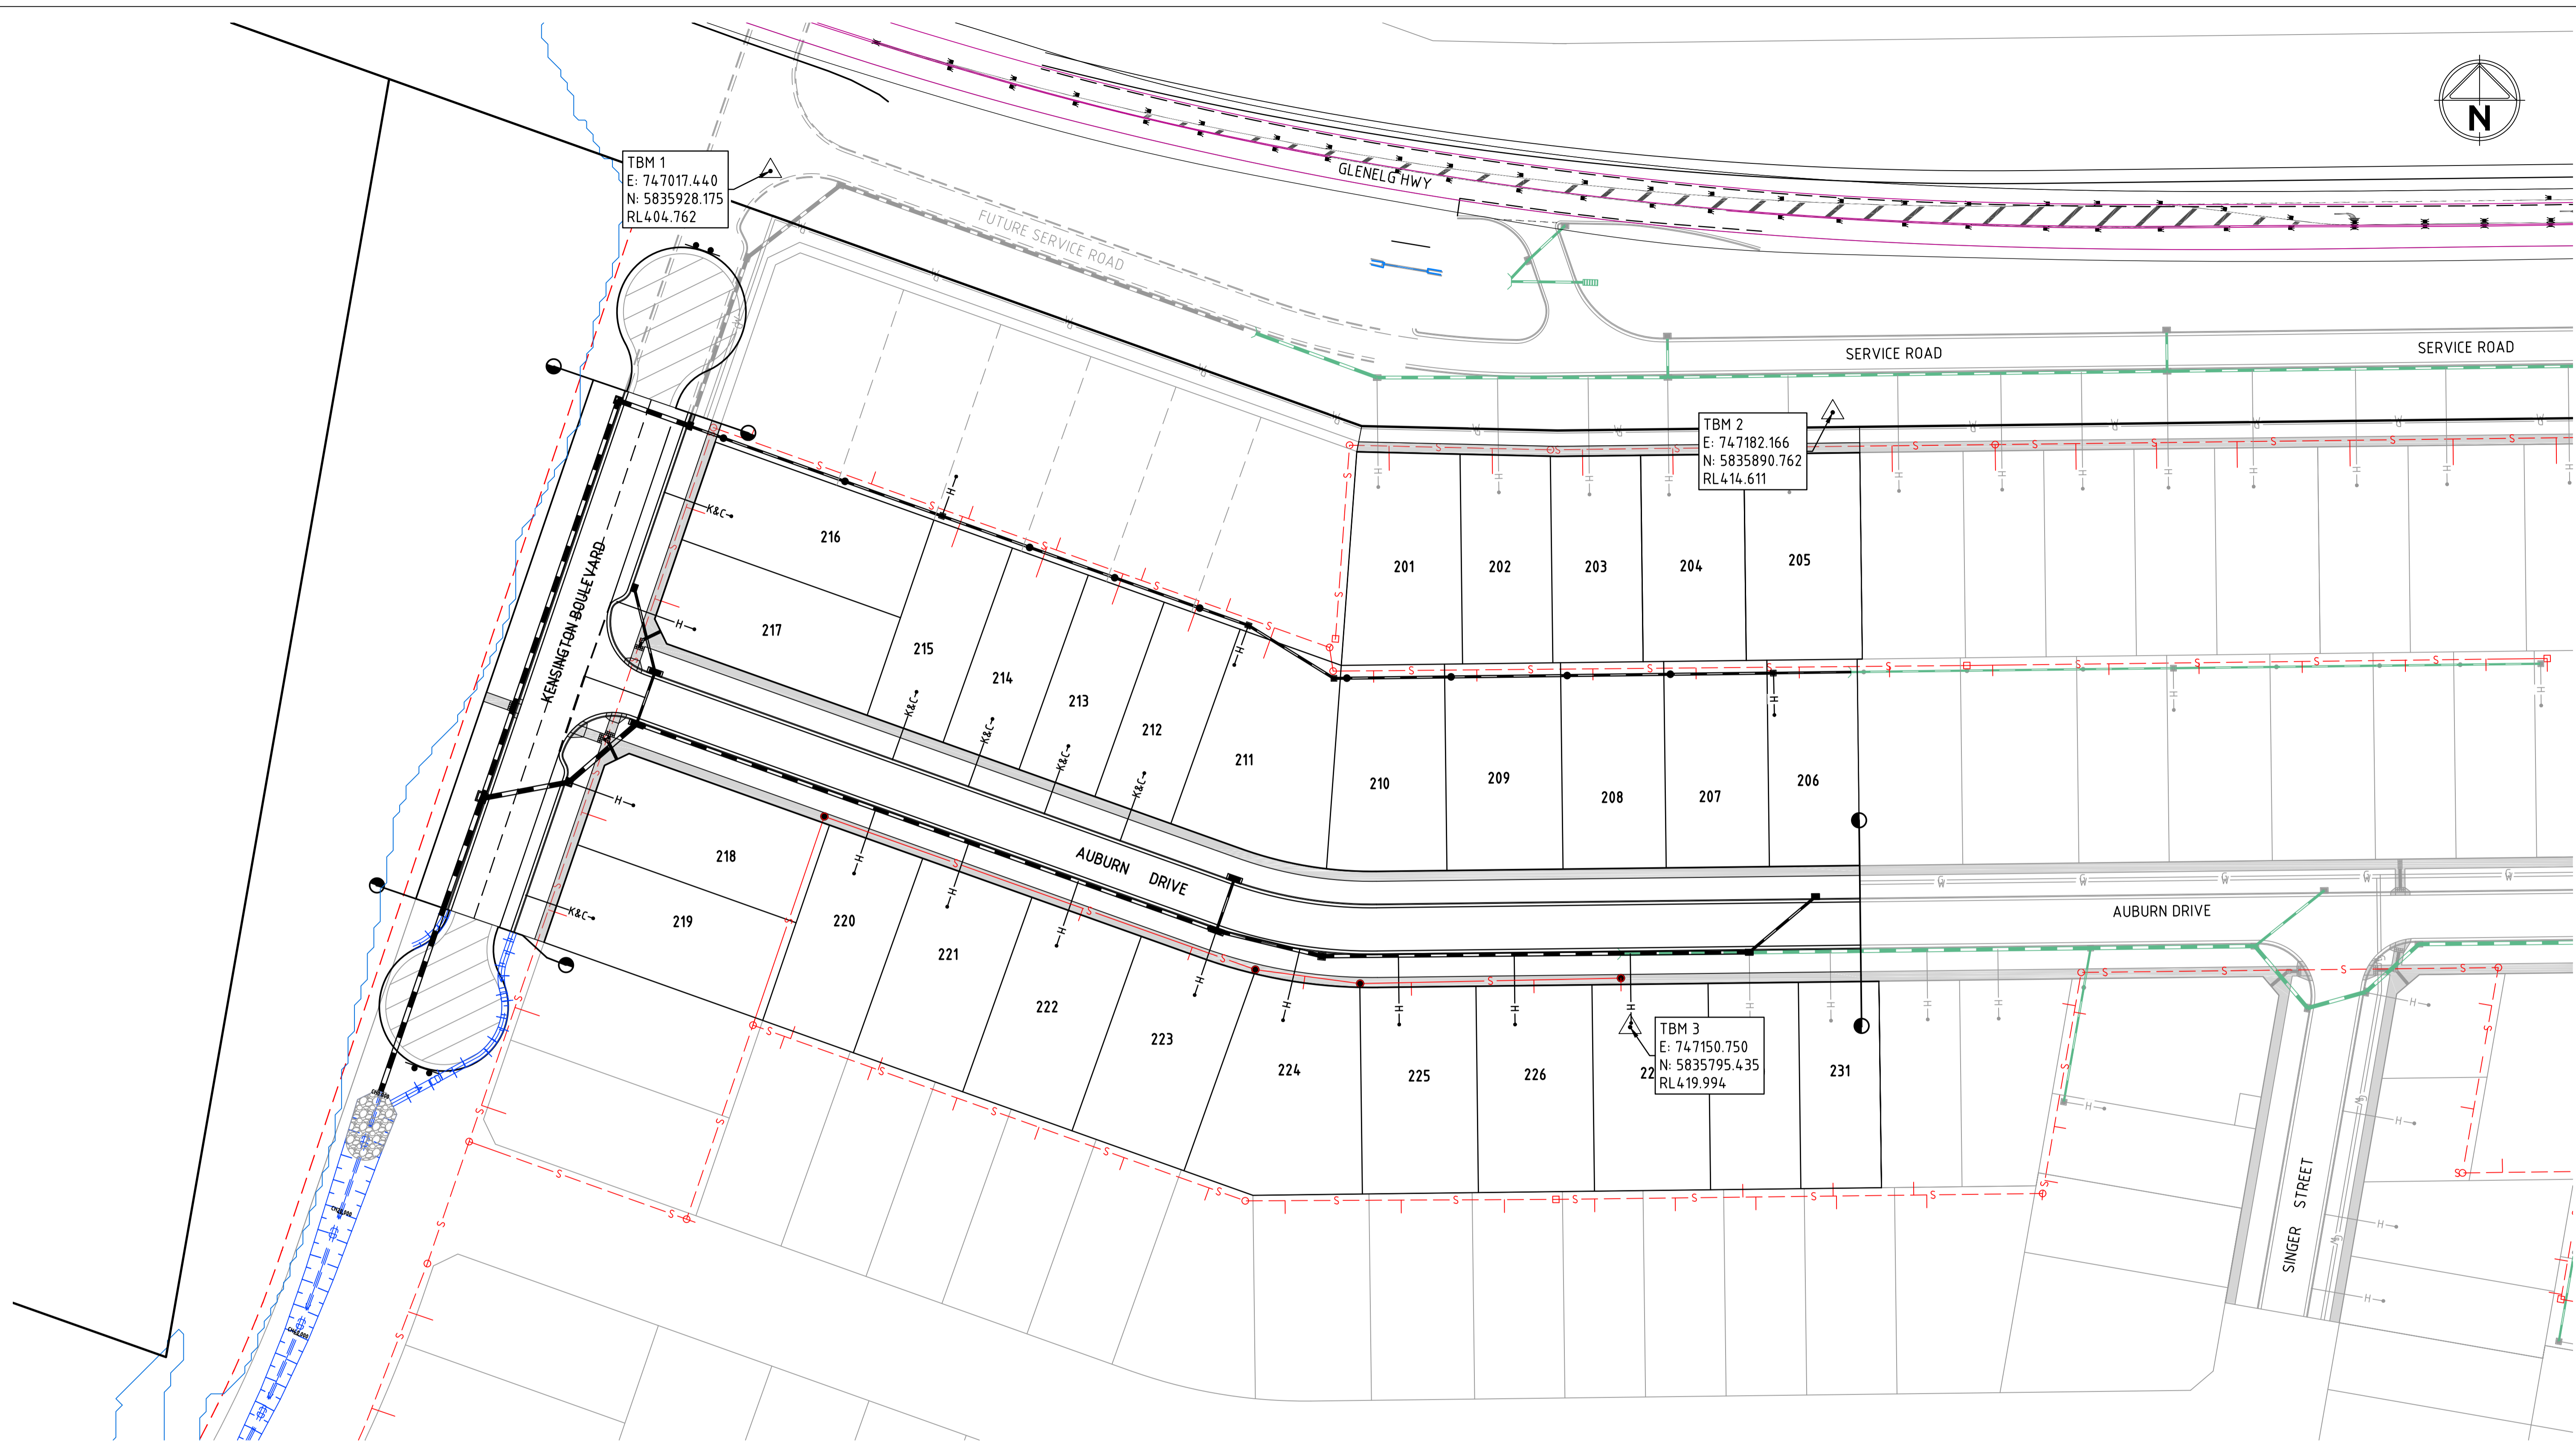 N
TBM 1
E: 747017.440
N: 5835928.175
RL404.762
GLENELG HWY
FUTURE SERVICE ROAD
SERVICE ROAD
SERVICE ROAD
TBM 2
E: 747182.166
N: 5835890.762
RL414.611
KENSINGTON BOULEVARD
216
217
215
214
213
212
211
201
202
203
204
205
210
209
208
207
206
K&C
H
K&C
K&C
K&C
K&C
H
H
H
AUBURN DRIVE
AUBURN DRIVE
218
219
220
221
222
223
224
225
226
22
231
K&C
H
H
H
H
H
H
H
H
H
TBM 3
E: 747150.750
N: 5835795.435
RL419.994
SINGER STREET